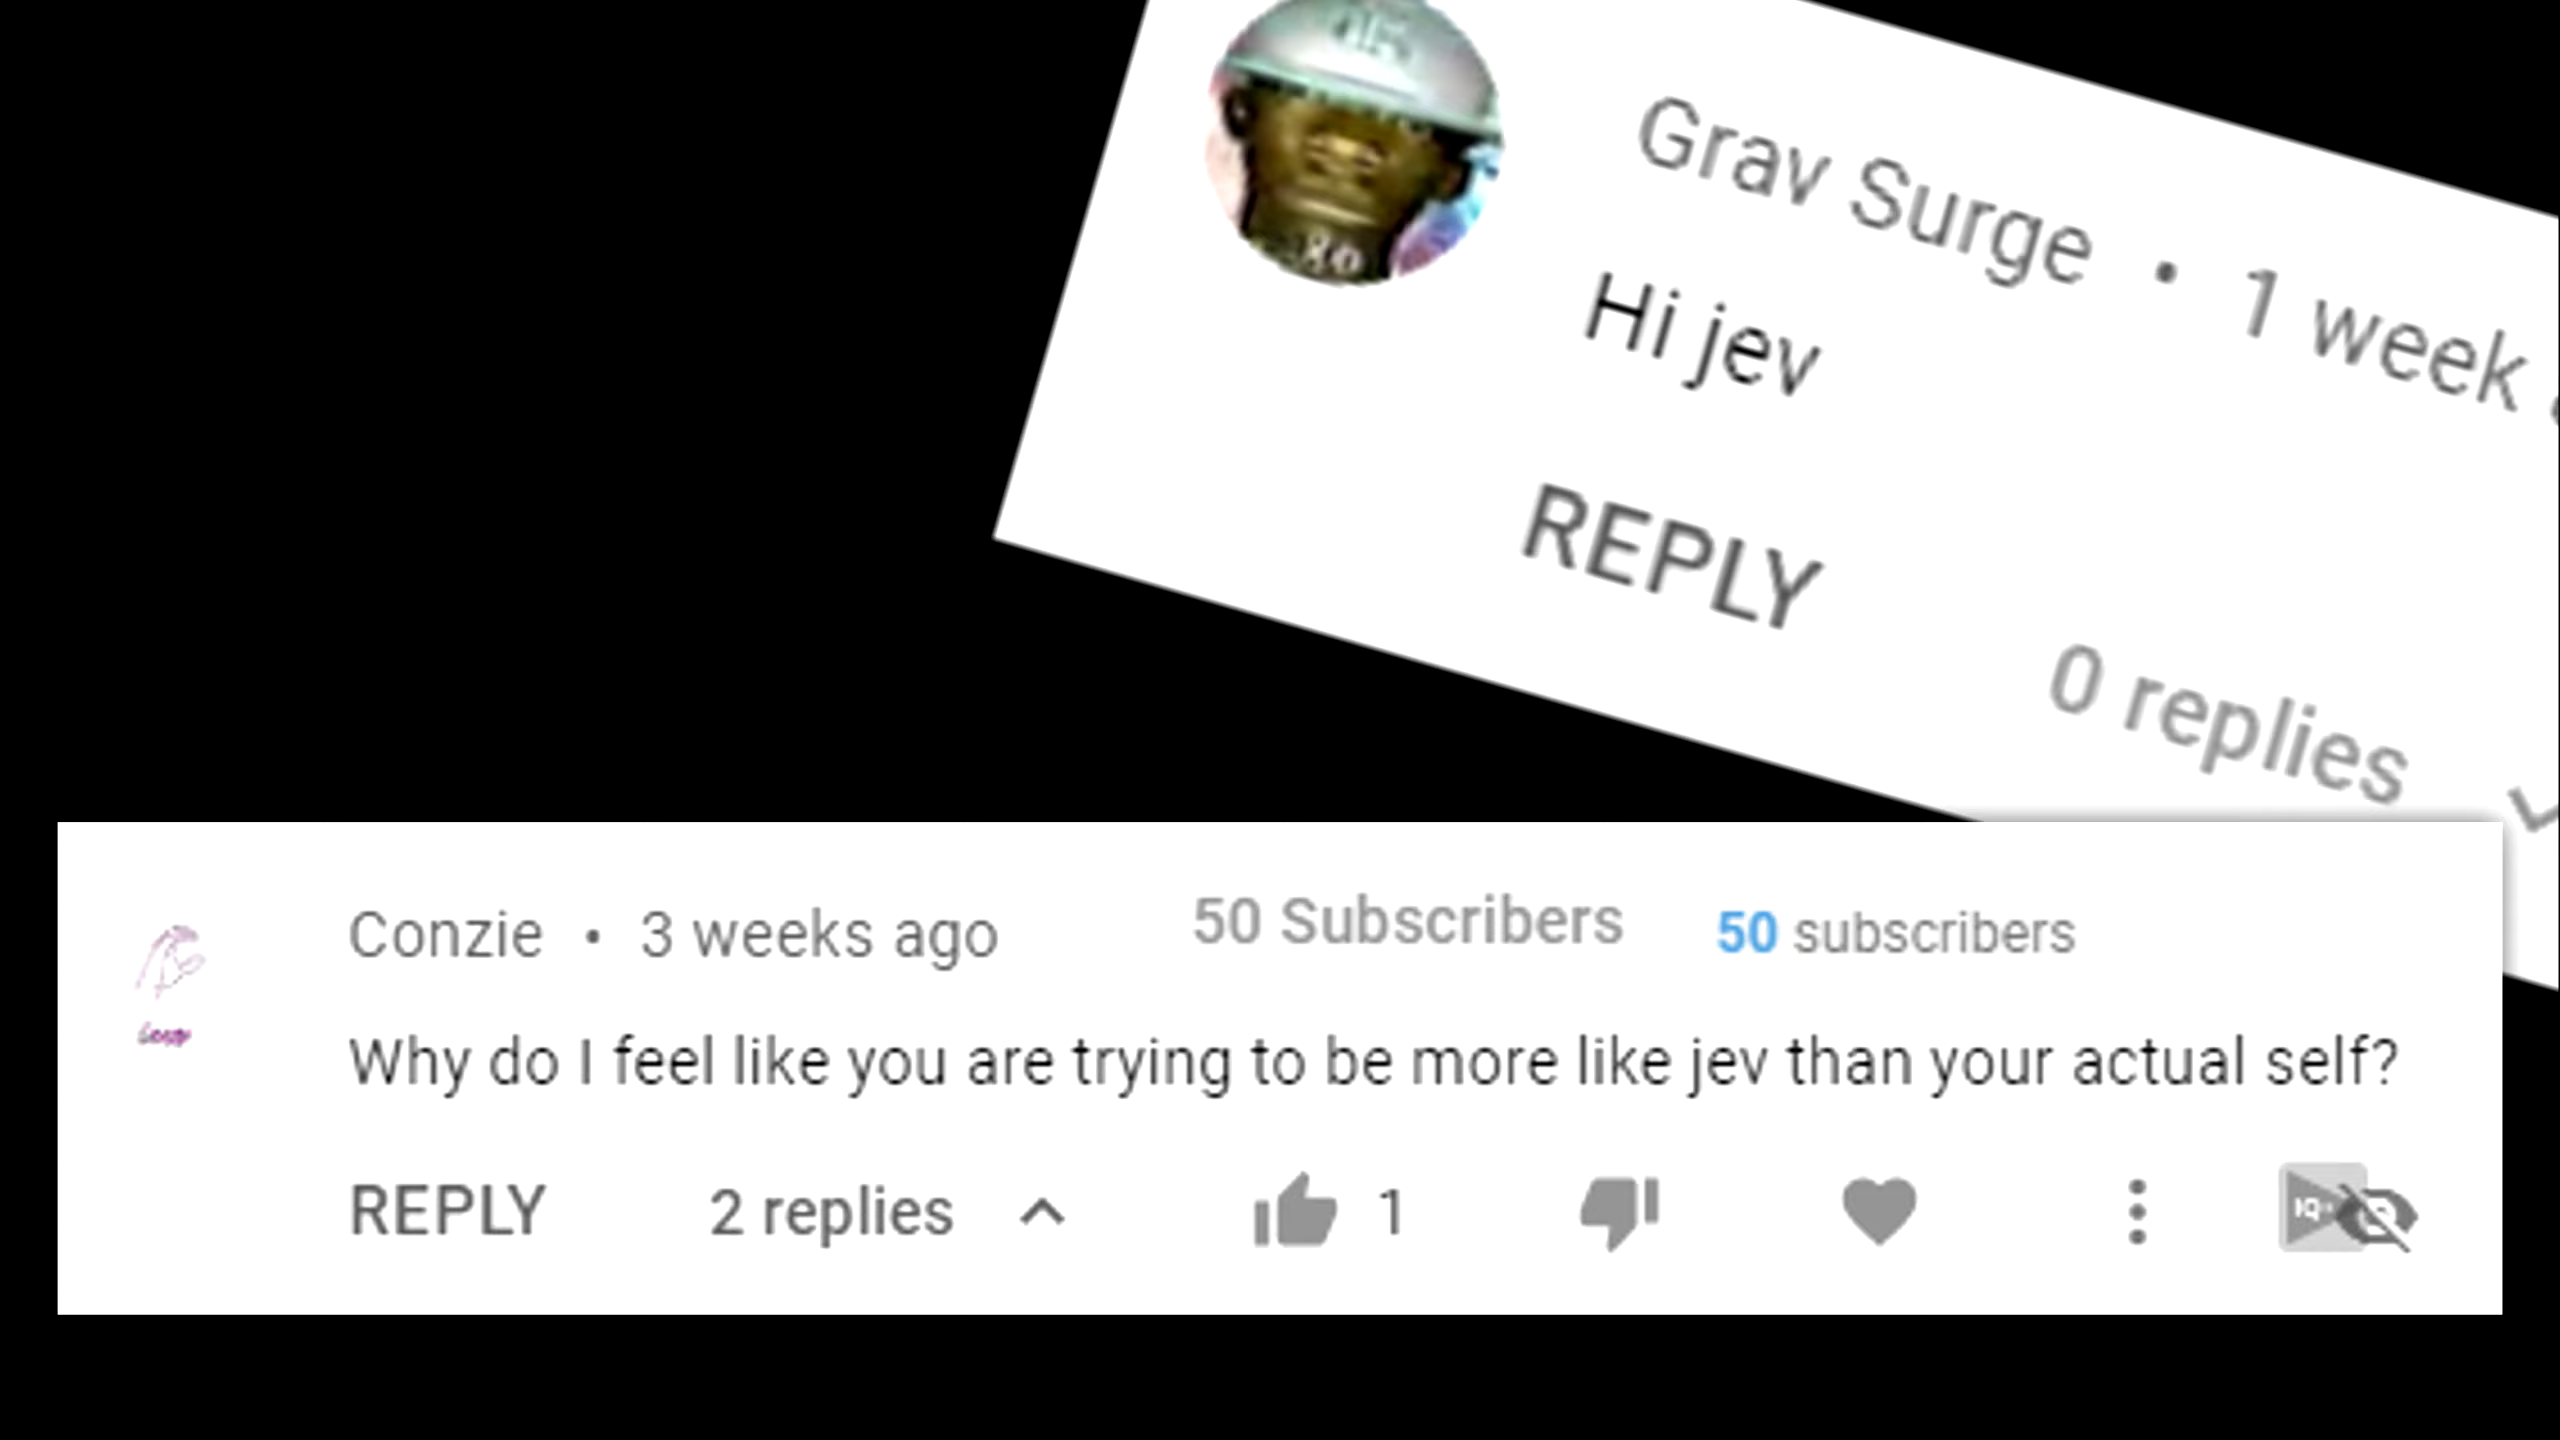 Grav Surge • 1 week
Hi jev
REPLY
0 replies
Conzie • 3 weeks ago 50 Subscribers 50 subscribers
Why do I feel like you are trying to be more like jev than your actual self?
REPLY 2 replies 1
IQ